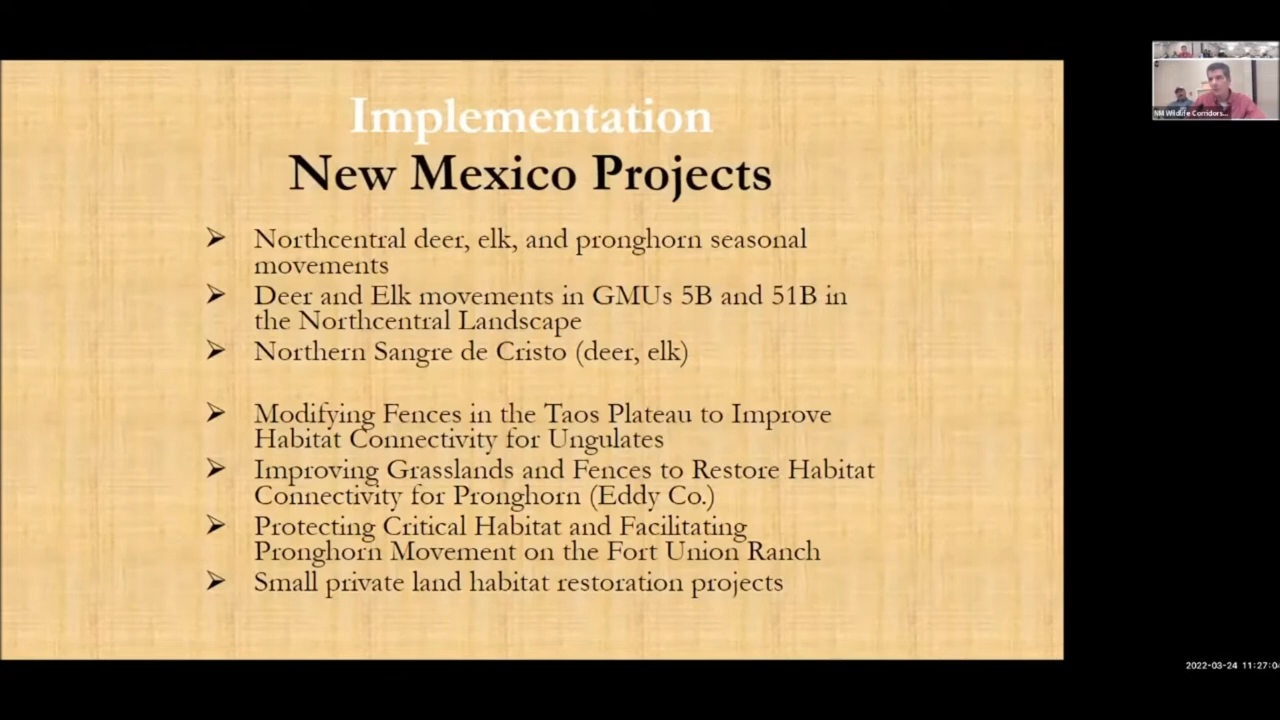 Implementation
New Mexico Projects
Northcentral deer, elk, and pronghorn seasonal
movements
Deer and Elk movements in GMUs 5B and 51B in
the Northcentral Landscape
Northern Sangre de Cristo (deer, elk)
Modifying Fences in the Taos Plateau to Improve
Habitat Connectivity for Ungulates
Improving Grasslands and Fences to Restore Habitat
Connectivity for Pronghorn (Eddy Co.)
Protecting Critical Habitat and Facilitating
Pronghorn Movement on the Fort Union Ranch
Small private land habitat restoration projects
NM Wildlife Corridors...
2022-03-24 11:27:04